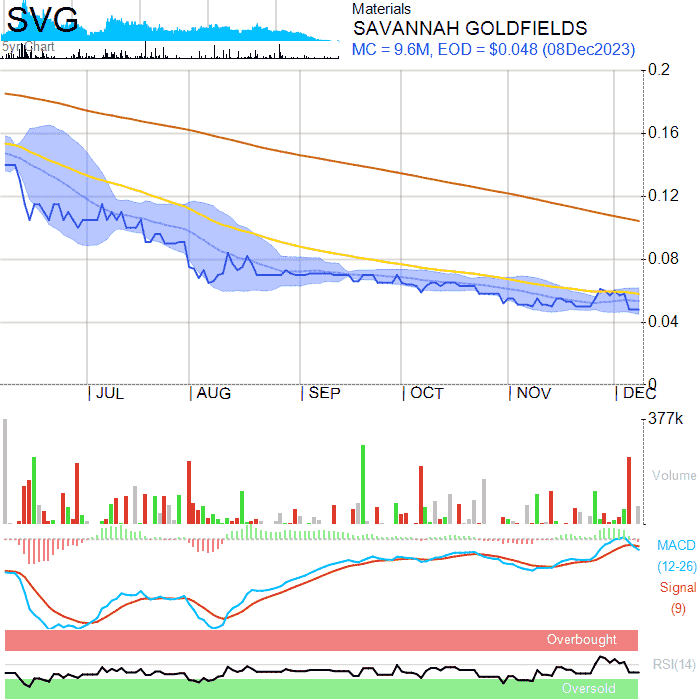 SVG
5yr Chart
Materials
SAVANNAH GOLDFIELDS
MC = 9.6M, EOD = $0.048 (08Dec2023)
0.2
0.16
0.12
0.08
0.04
0
JUL AUG SEP OCT NOV DEC
377k
Volume
MACD
(12-26)
Signal
(9)
Overbought
RSI(14)
Oversold